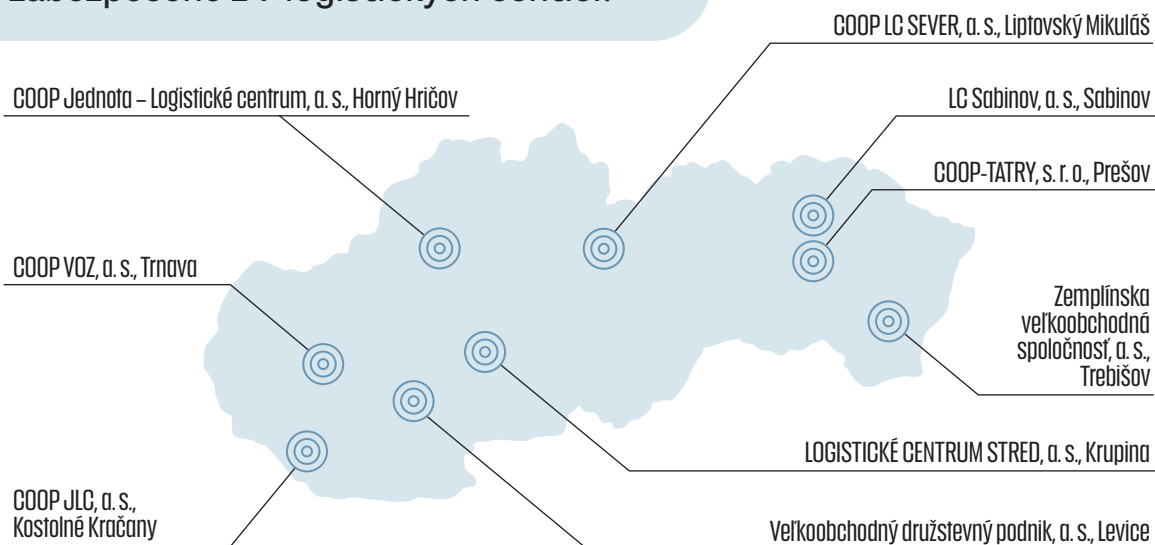 COOP LC SEVER, a. s., Liptovský Mikuláš
COOP Jednota – Logistické centrum, a. s., Horný Hričov
LC Sabinov, a. s., Sabinov
COOP-TATRY, s. r. o., Prešov
COOP VOZ, a. s., Trnava
Zemplínska
veľkoobchodná
spoločnosť, a. s.,
Trebišov
LOGISTICKÉ CENTRUM STRED, a. s., Krupina
COOP JLC, a. s.,
Kostolné Kračany
Veľkoobchodný družstevný podnik, a. s., Levice